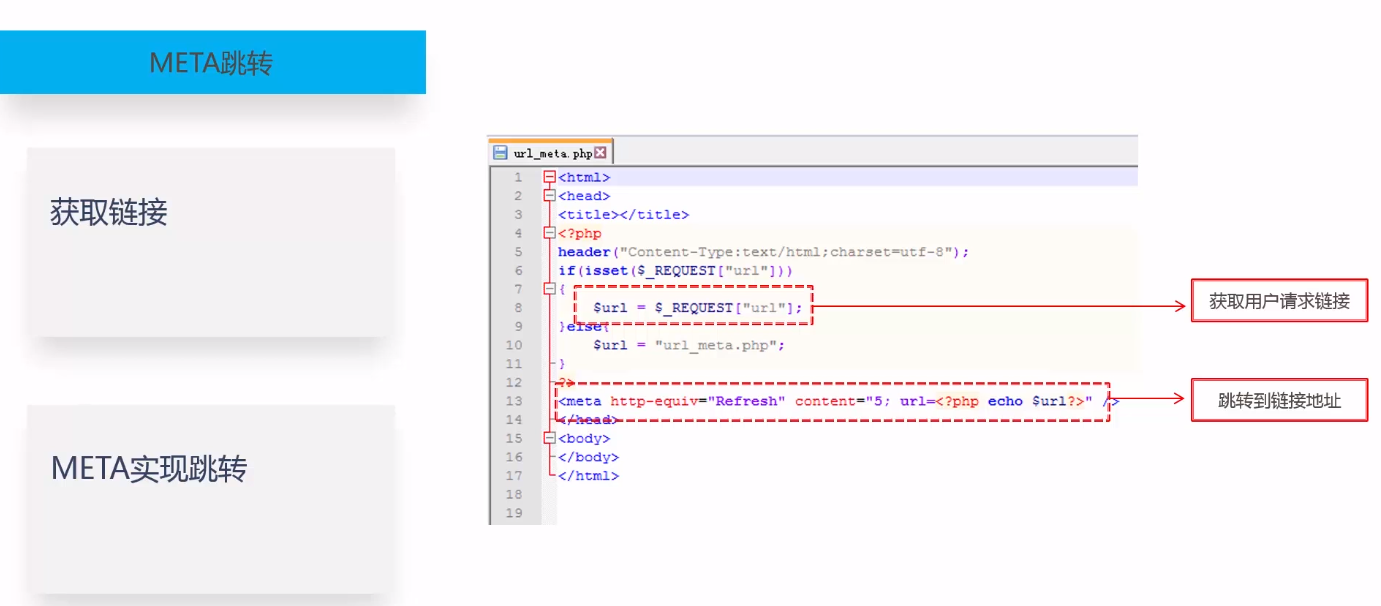 META跳转
获取链接
META实现跳转
url_meta.php
1 <html>
2 <head>
3 <title></title>
4 <?php
5 header("Content-Type:text/html;charset=utf-8");
6 if(isset($_REQUEST["url"]))
7 {
8 $url = $_REQUEST["url"];
9 }else{
10 $url = "url_meta.php";
11 }
12 ?>
13 <meta http-equiv="Refresh" content="5; url=<?php echo $url?>" />
14 </head>
15 <body>
16 </body>
17 </html>
18
19
获取用户请求链接
跳转到链接地址